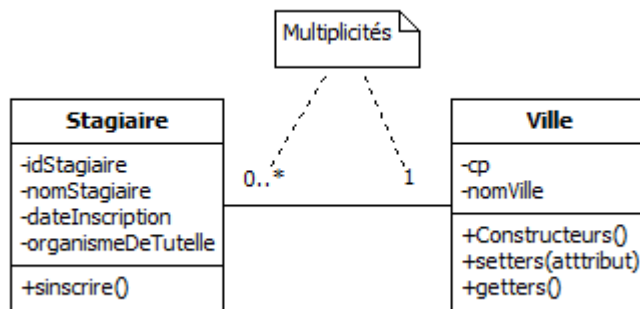 Multiplicités
Stagiaire
-idStagiaire
-nomStagiaire
-dateInscription
-organismeDeTutelle
+sinscrire()
0..*
1
Ville
-cp
-nomVille
+Constructeurs()
+setters(atttribut)
+getters()